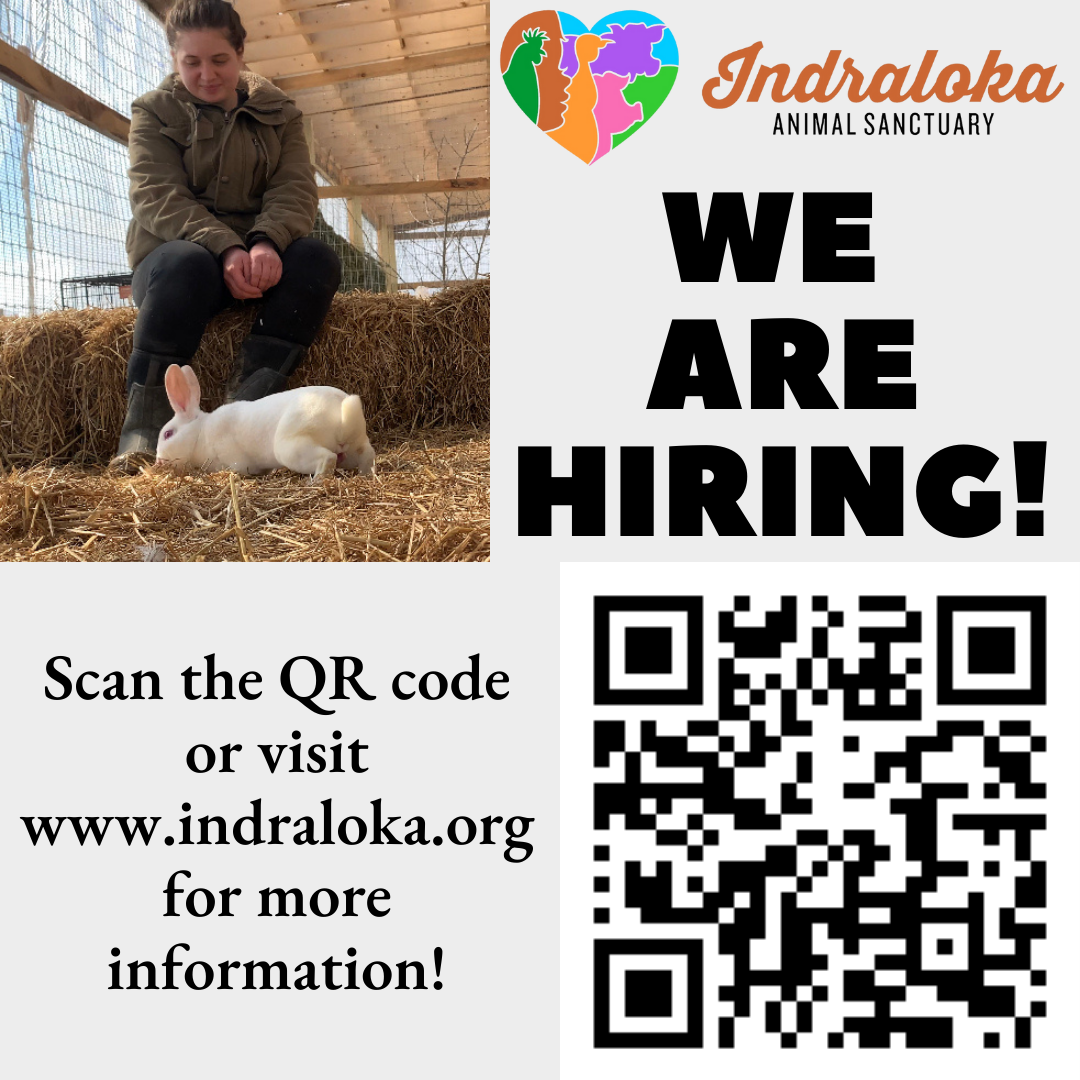 Indraloka
ANIMAL SANCTUARY
WE
ARE
HIRING!
Scan the QR code
or visit
www.indraloka.org
for more
information!